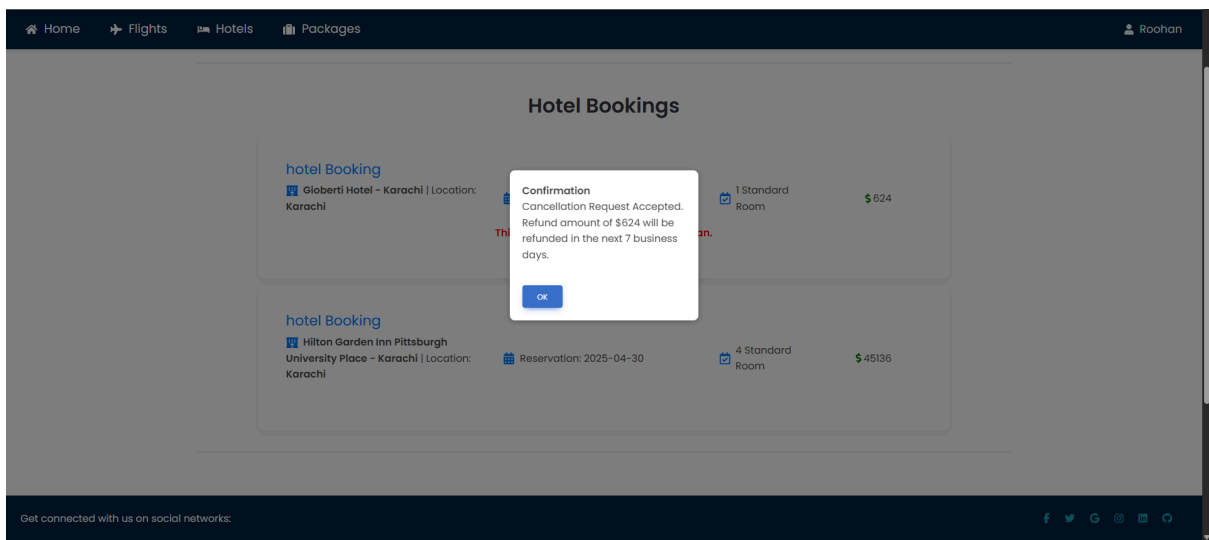 Home Flights Hotels Packages Roohan
Hotel Bookings
hotel Booking
Gioberti Hotel - Karachi | Location:
Karachi
1 Standard
Room
$ 624
Confirmation
Cancellation Request Accepted.
Refund amount of $624 will be
refunded in the next 7 business
days.
OK
hotel Booking
Hilton Garden Inn Pittsburgh
University Place - Karachi | Location:
Karachi
Reservation: 2025-04-30
4 Standard
Room
$ 45136
Get connected with us on social networks: